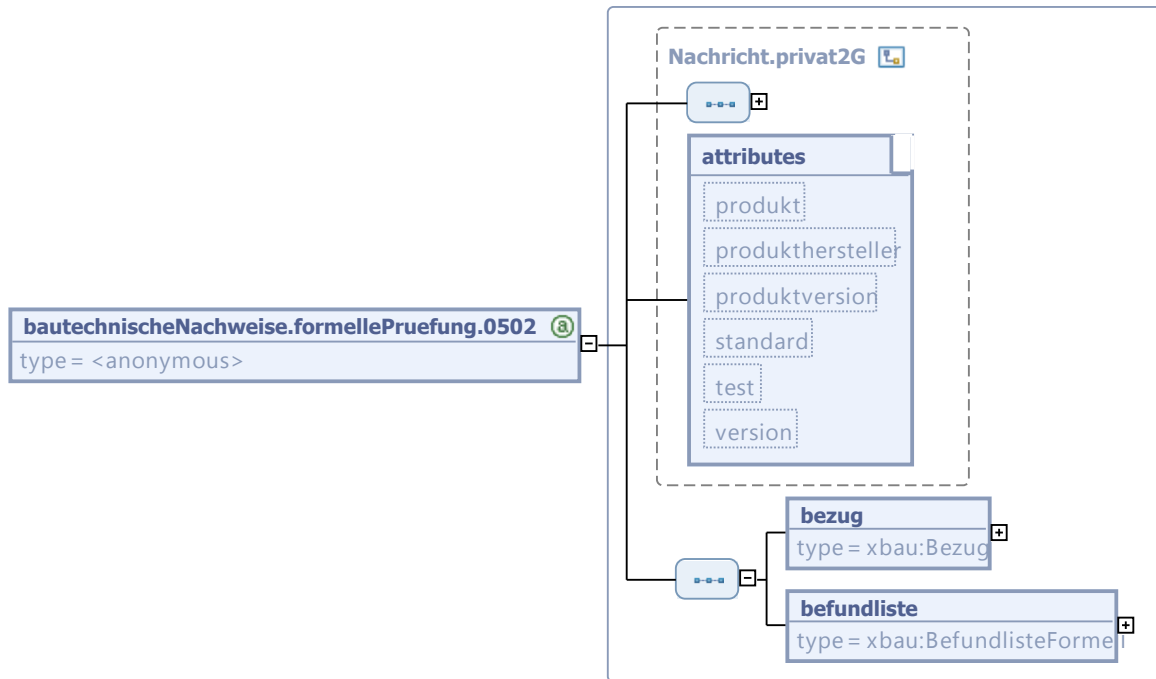 Nachricht.privat2G
attributes
produkt
produkthersteller
produktversion
standard
test
version
bautechnischeNachweise.formellePruefung.0502
type = <anonymous>
bezug
type = xbau:Bezug
befundliste
type = xbau:BefundlisteFormell